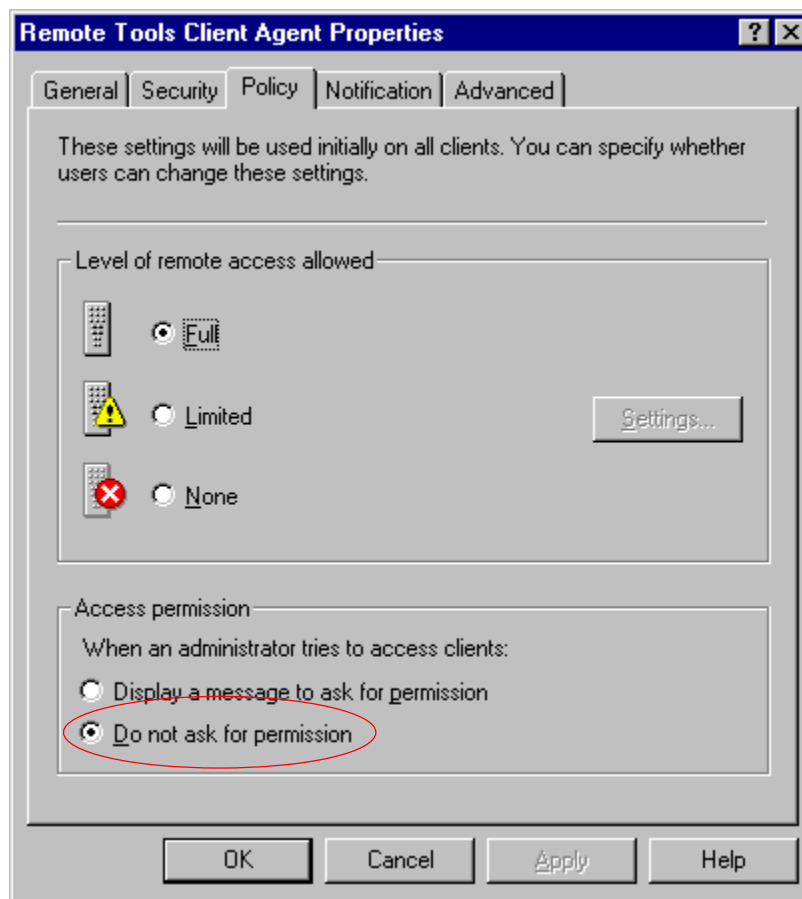 Remote Tools Client Agent Properties
General Security Policy Notification Advanced
These settings will be used initially on all clients. You can specify whether
users can change these settings.
Level of remote access allowed
Full
Limited
Settings...
None
Access permission
When an administrator tries to access clients:
Display a message to ask for permission
Do not ask for permission
OK Cancel Apply Help